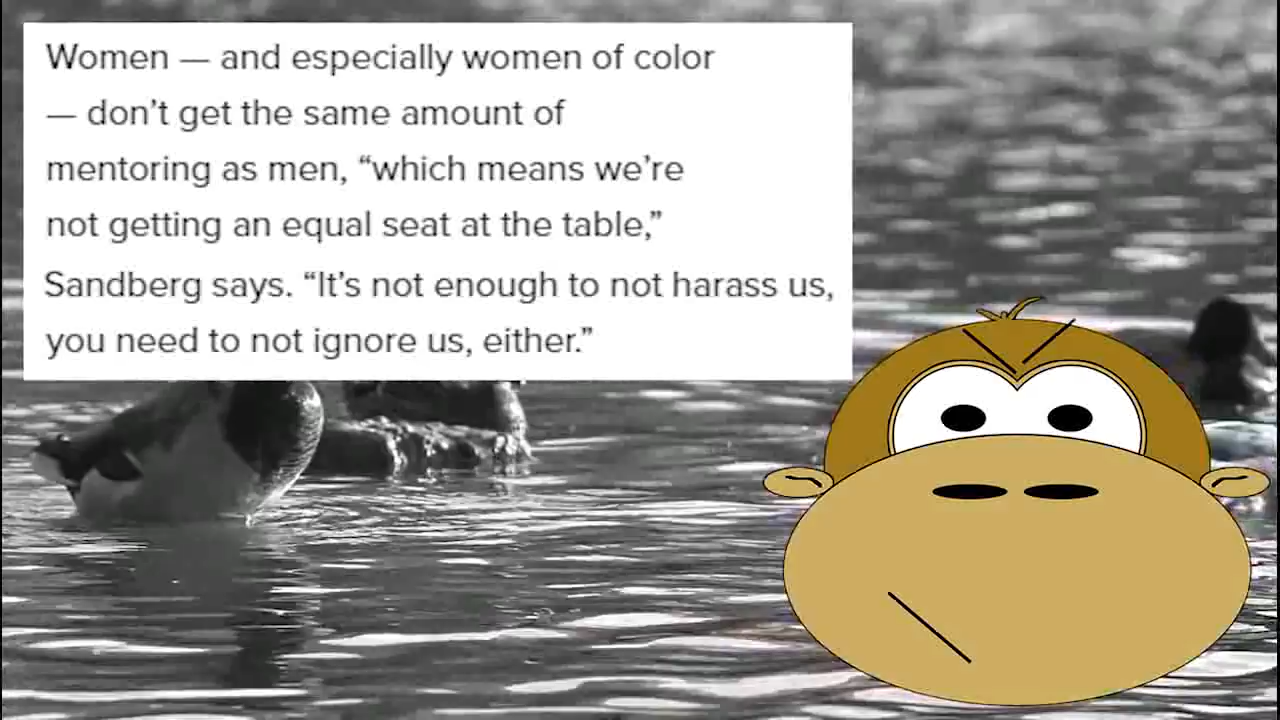 Women — and especially women of color
— don’t get the same amount of
mentoring as men, “which means we’re
not getting an equal seat at the table,”
Sandberg says. “It’s not enough to not harass us,
you need to not ignore us, either.”